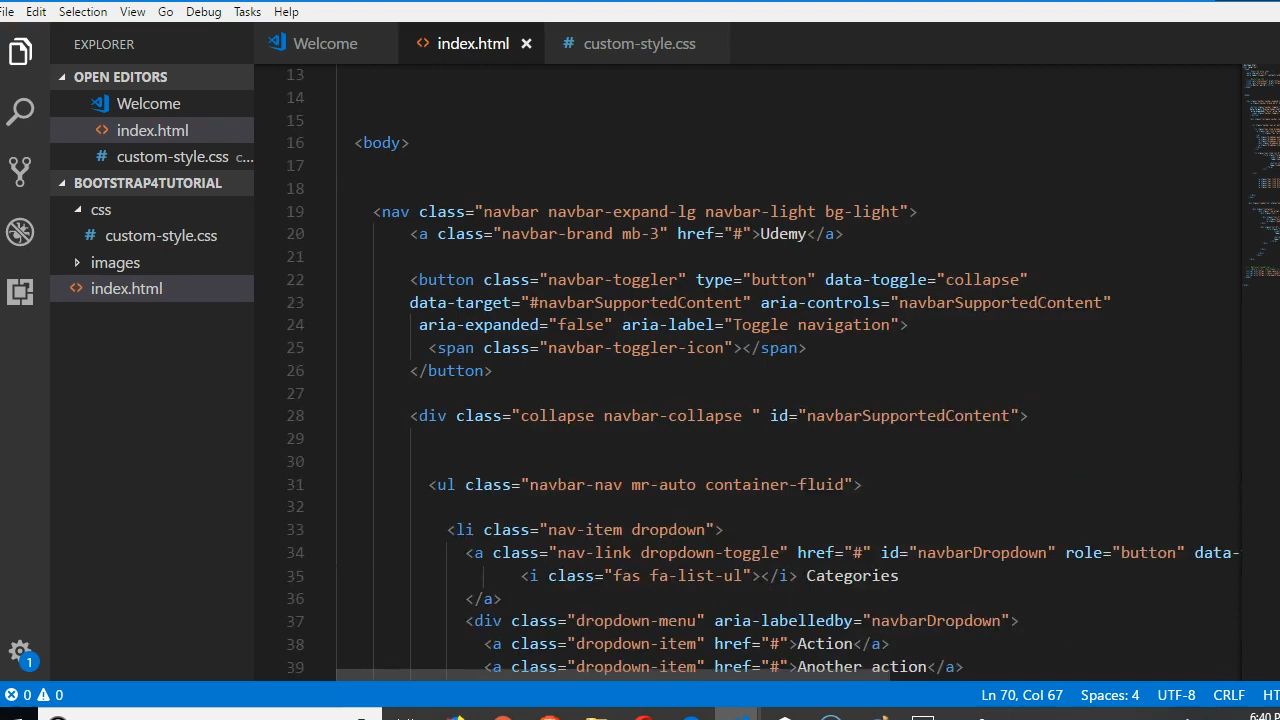 File Edit Selection View Go Debug Tasks Help
EXPLORER
OPEN EDITORS
Welcome
index.html
custom-style.css c...
BOOTSTRAP4TUTORIAL
css
custom-style.css
images
index.html
1
Welcome index.html × custom-style.css
13
14
15
16 <body>
17
18
19 <nav class="navbar navbar-expand-lg navbar-light bg-light">
20 <a class="navbar-brand mb-3" href="#">Udemy</a>
21
22 <button class="navbar-toggler" type="button" data-toggle="collapse"
23 data-target="#navbarSupportedContent" aria-controls="navbarSupportedContent"
24 aria-expanded="false" aria-label="Toggle navigation">
25 <span class="navbar-toggler-icon"></span>
26 </button>
27
28 <div class="collapse navbar-collapse " id="navbarSupportedContent">
29
30
31 <ul class="navbar-nav mr-auto container-fluid">
32
33 <li class="nav-item dropdown">
34 <a class="nav-link dropdown-toggle" href="#" id="navbarDropdown" role="button" data-
35 <i class="fas fa-list-ul"></i> Categories
36 </a>
37 <div class="dropdown-menu" aria-labelledby="navbarDropdown">
38 <a class="dropdown-item" href="#">Action</a>
39 <a class="dropdown-item" href="#">Another action</a>
0 0 Ln 70, Col 67 Spaces: 4 UTF-8 CRLF HT